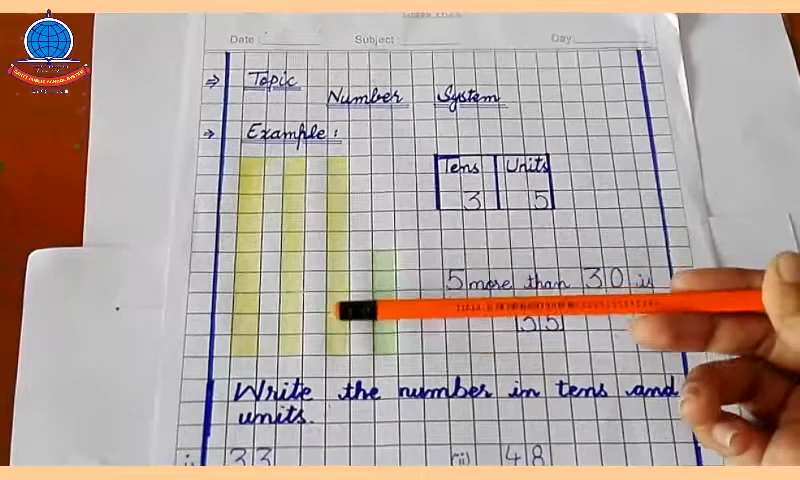 Date : Subject : Day:
⇒ Topic
Number System
⇒ Example :
Tens Units
3 5
5 more than 30 is
35
Write the number in tens and
units.
i. 33 (ii) 48